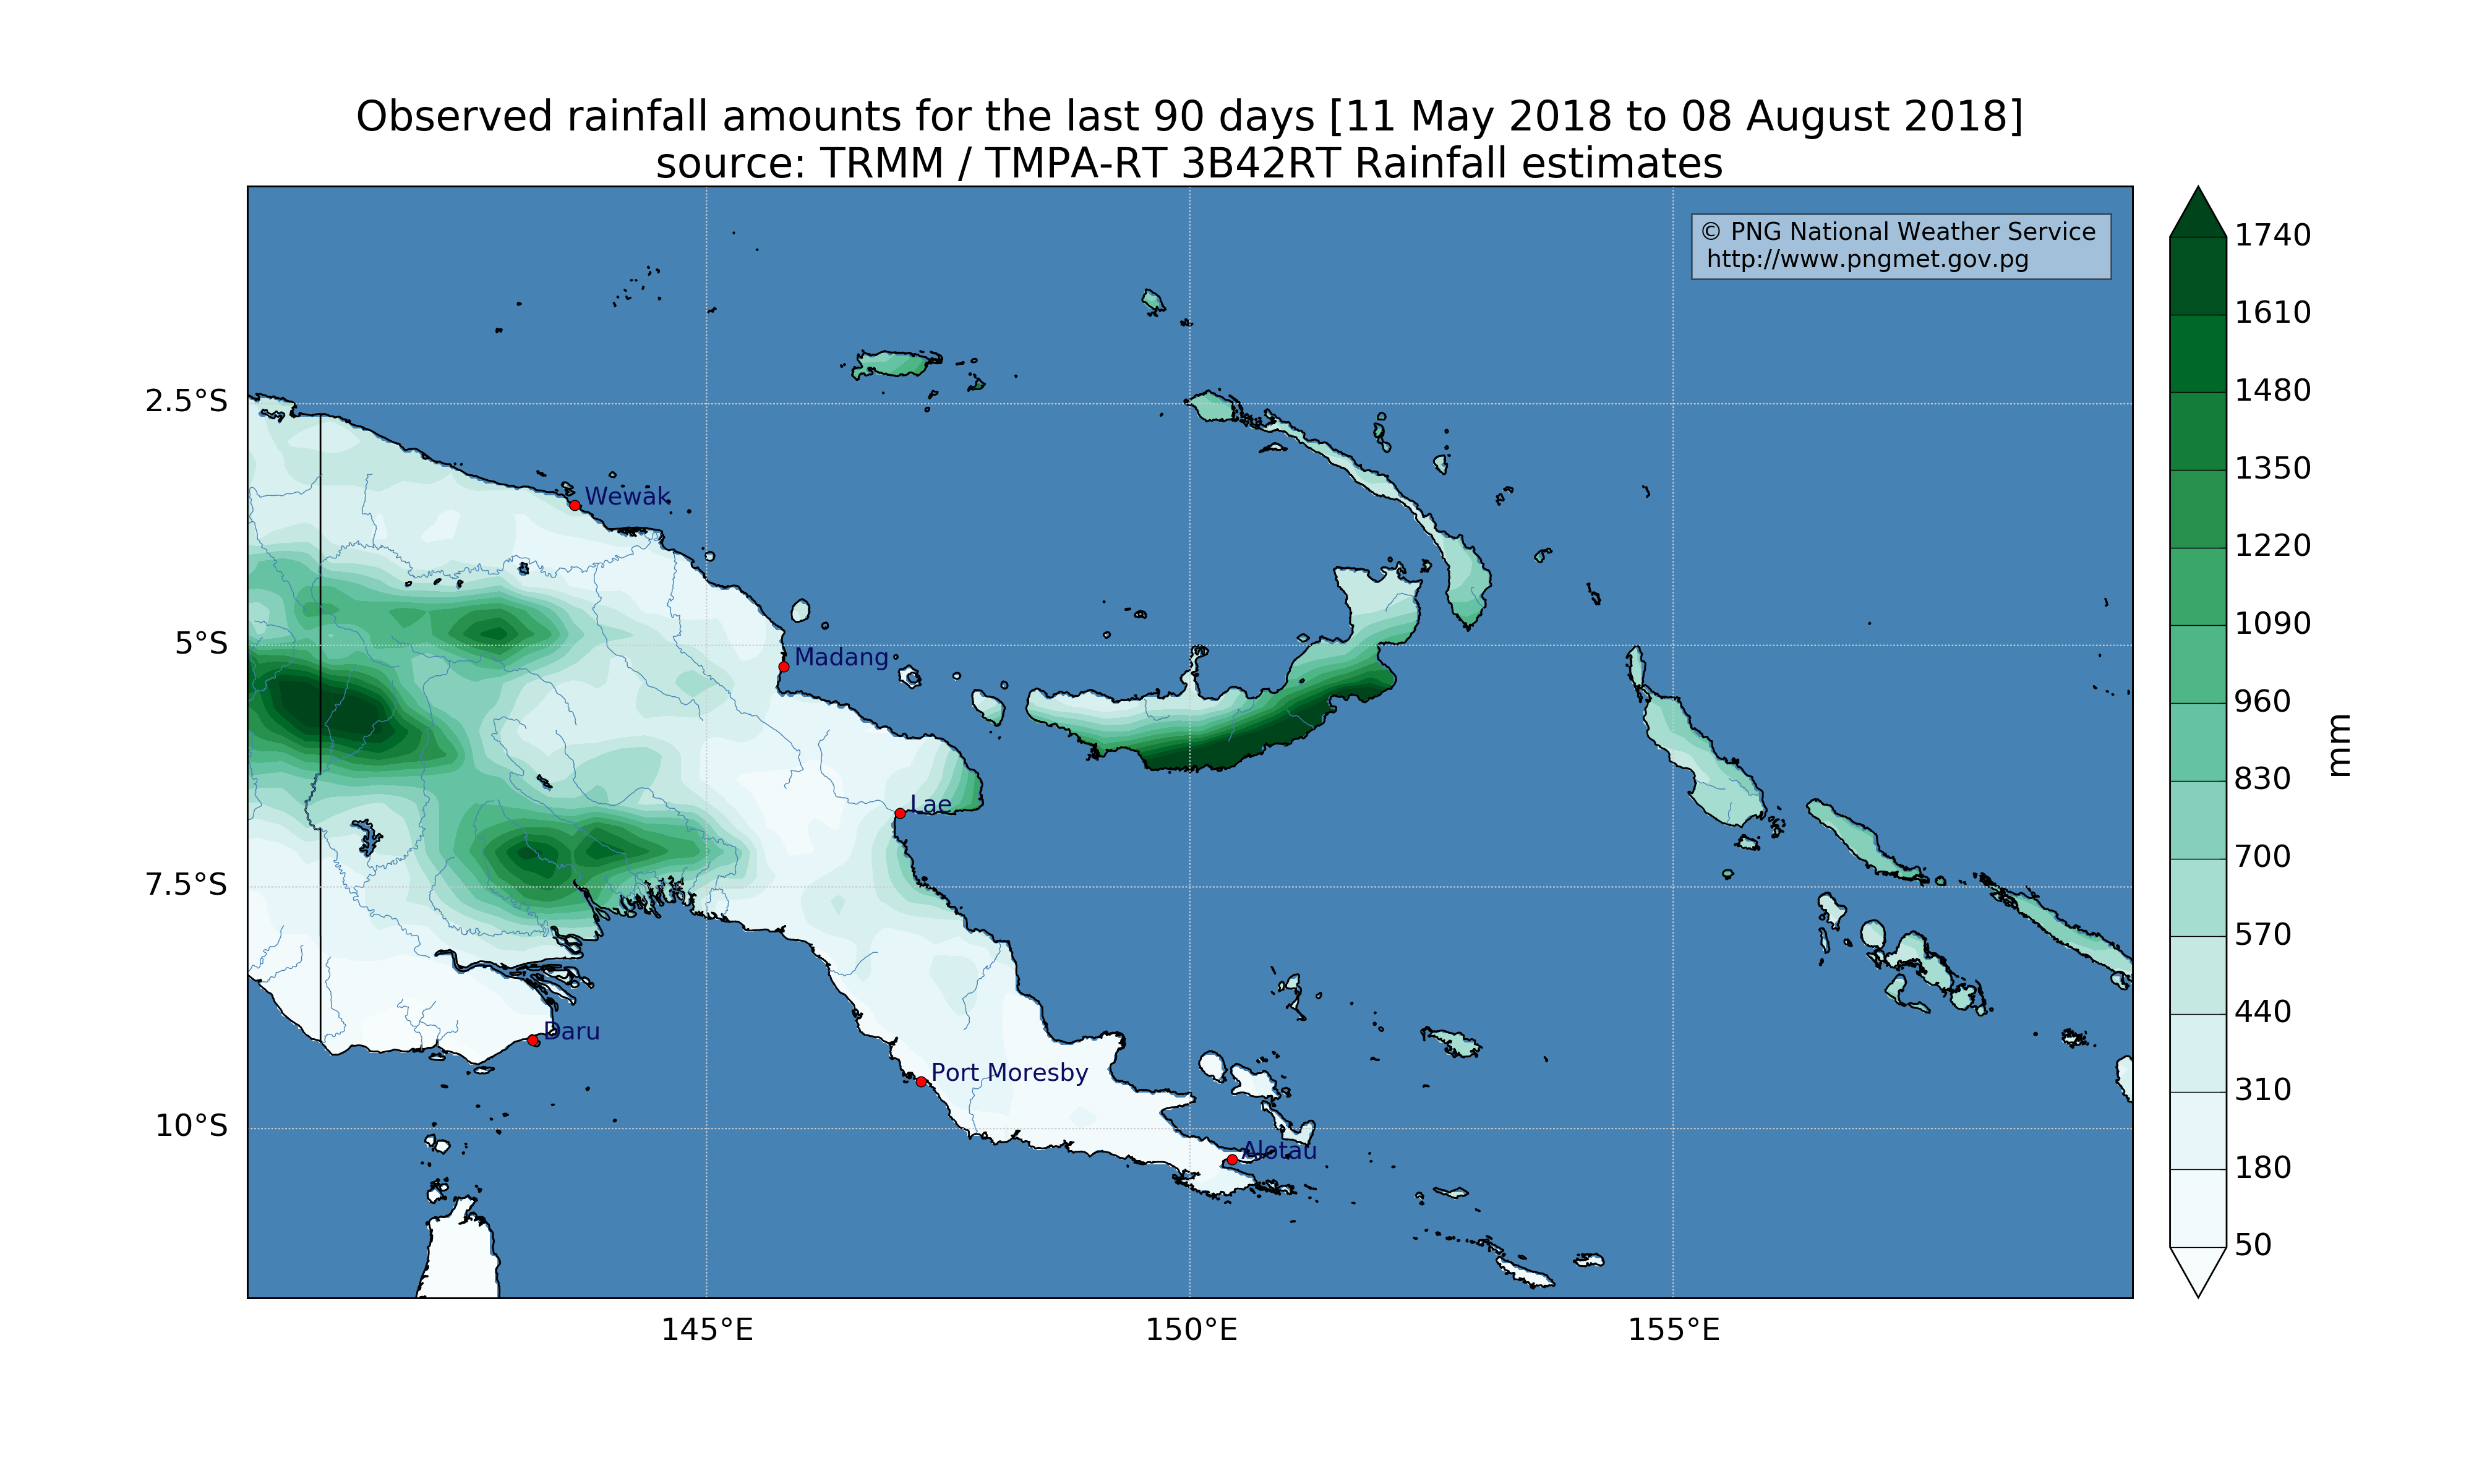 Observed rainfall amounts for the last 90 days [11 May 2018 to 08 August 2018]
source: TRMM / TMPA-RT 3B42RT Rainfall estimates
© PNG National Weather Service
http://www.pngmet.gov.pg
1740
1610
1480
1350
1220
1090
960
830
700
570
440
310
180
50
mm
2.5°S
5°S
7.5°S
10°S
Wewak
Madang
Lae
Daru
Port Moresby
Alotau
145°E
150°E
155°E